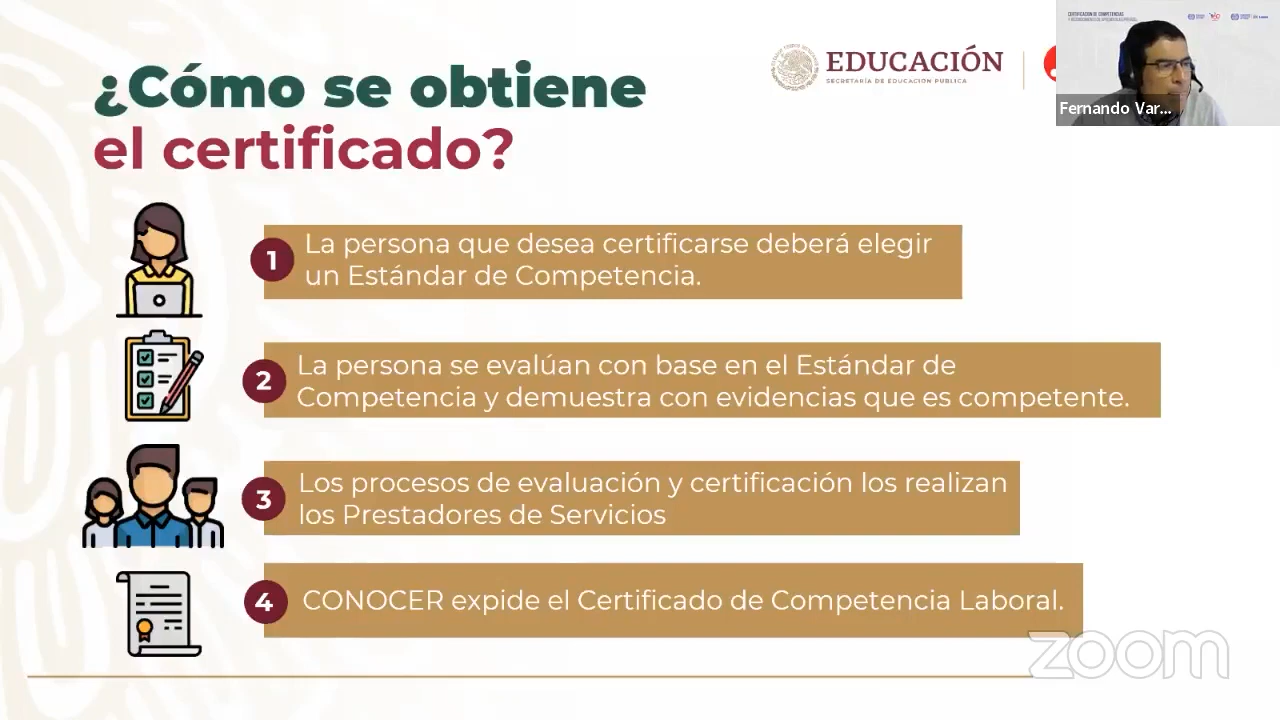 ¿Cómo se obtiene
el certificado?
EDUCACIÓN
SECRETARÍA DE EDUCACIÓN PÚBLICA
CERTIFICACIÓN DE COMPETENCIAS
Fernando Var...
1
La persona que desea certificarse deberá elegir
un Estándar de Competencia.
2
La persona se evalúan con base en el Estándar de
Competencia y demuestra con evidencias que es competente.
3
Los procesos de evaluación y certificación los realizan
los Prestadores de Servicios
4
CONOCER expide el Certificado de Competencia Laboral.
zoom